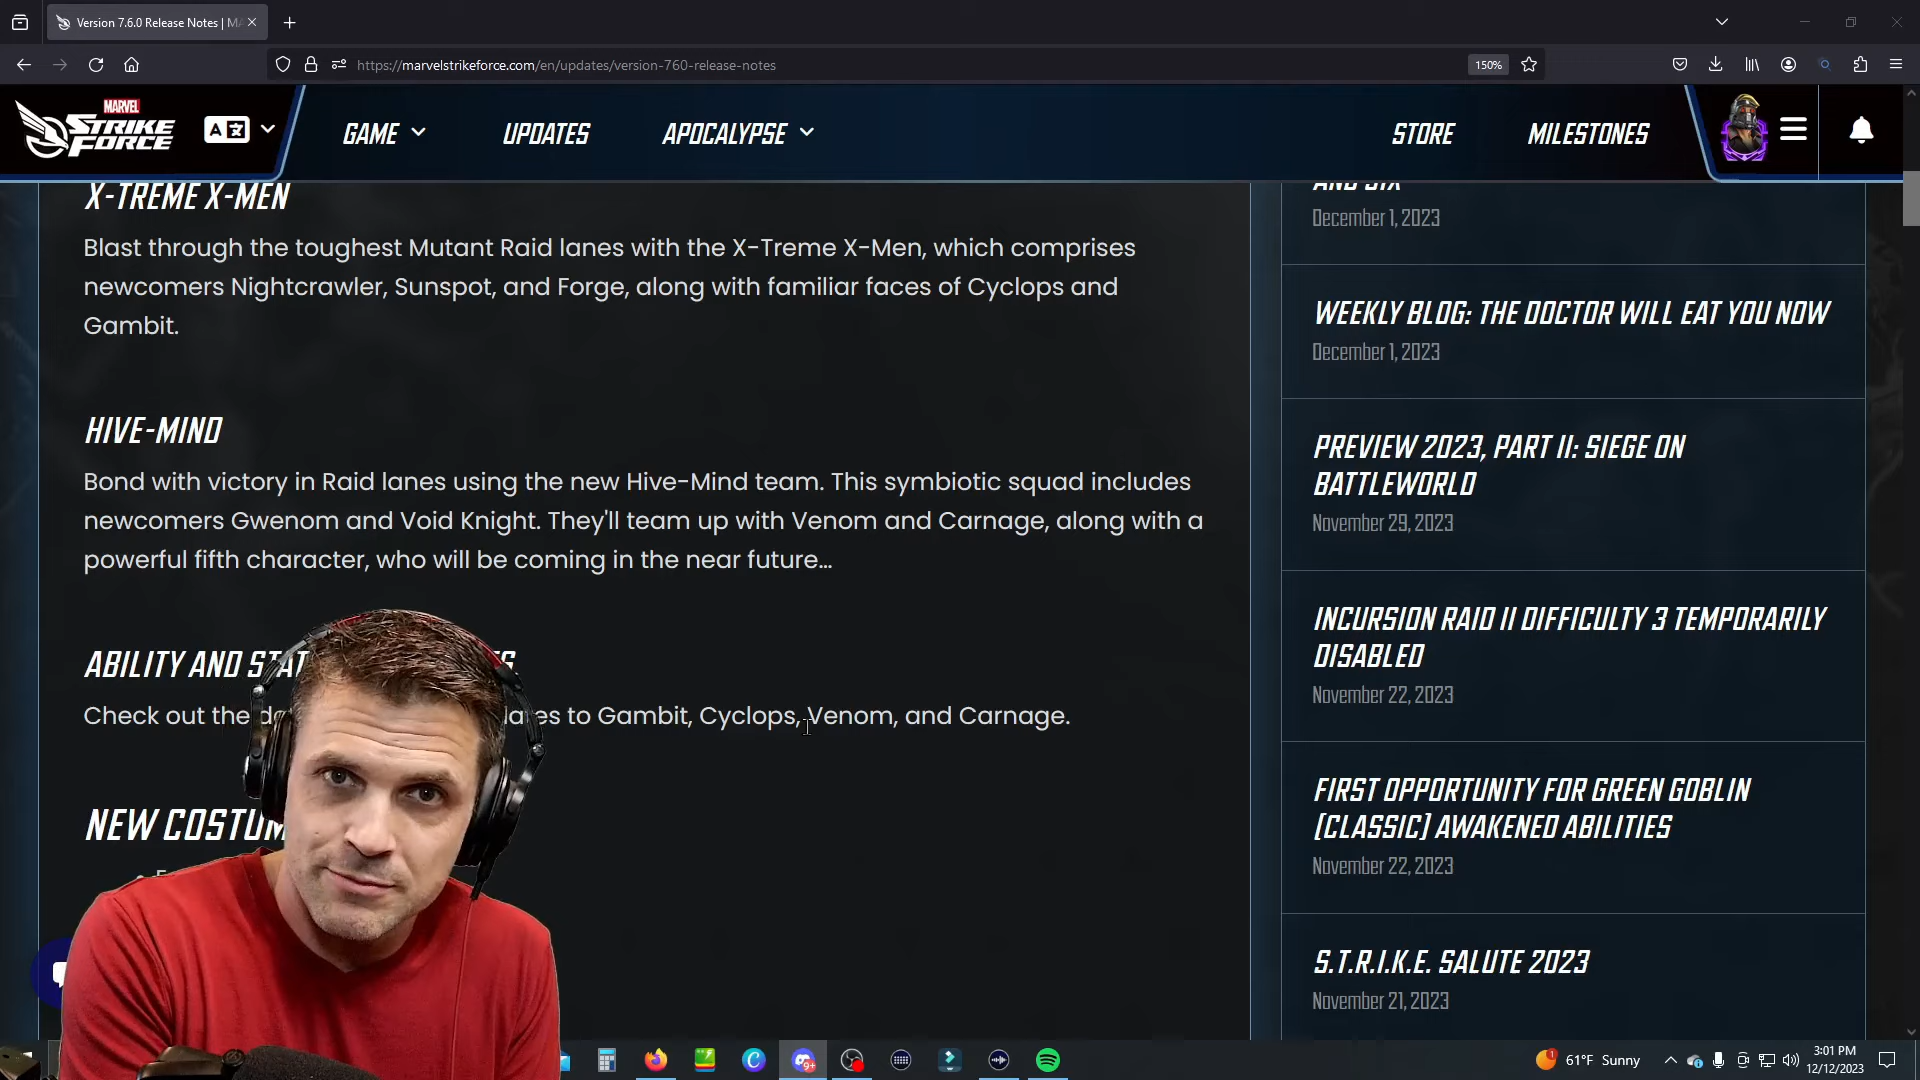 Version 7.6.0 Release Notes | MA
https://marvelstrikeforce.com/en/updates/version-760-release-notes
150%
MARVEL
STRIKE
FORCE
A
GAME
UPDATES
APOCALYPSE
STORE
MILESTONES
X-TREME X-MEN
Blast through the toughest Mutant Raid lanes with the X-Treme X-Men, which comprises
newcomers Nightcrawler, Sunspot, and Forge, along with familiar faces of Cyclops and
Gambit.
HIVE-MIND
Bond with victory in Raid lanes using the new Hive-Mind team. This symbiotic squad includes
newcomers Gwenom and Void Knight. They'll team up with Venom and Carnage, along with a
powerful fifth character, who will be coming in the near future...
ABILITY AND STAT
Check out the to Gambit, Cyclops, Venom, and Carnage.
NEW COSTUM
AND SIX
December 1, 2023
WEEKLY BLOG: THE DOCTOR WILL EAT YOU NOW
December 1, 2023
PREVIEW 2023, PART II: SIEGE ON
BATTLEWORLD
November 29, 2023
INCURSION RAID II DIFFICULTY 3 TEMPORARILY
DISABLED
November 22, 2023
FIRST OPPORTUNITY FOR GREEN GOBLIN
[CLASSIC] AWAKENED ABILITIES
November 22, 2023
S.T.R.I.K.E. SALUTE 2023
November 21, 2023
9+
1
61°F Sunny
3:01 PM
12/12/2023